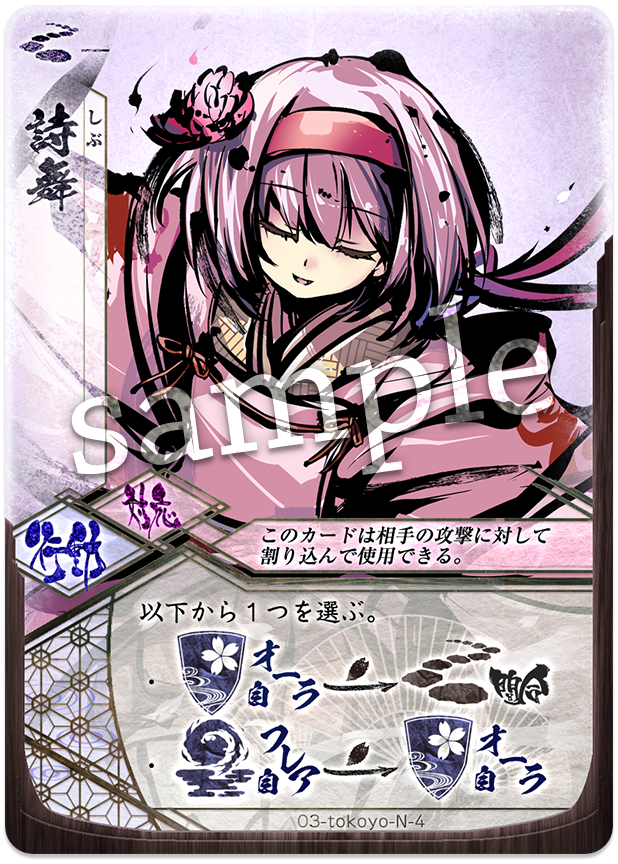 しぶ
詩舞
sample
対応
行動
このカードは相手の攻撃に対して
割り込んで使用できる。
以下から1つを選ぶ。
・ 自オーラ → 間合
・ 自フレア → 自オーラ
03-tokoyo-N-4